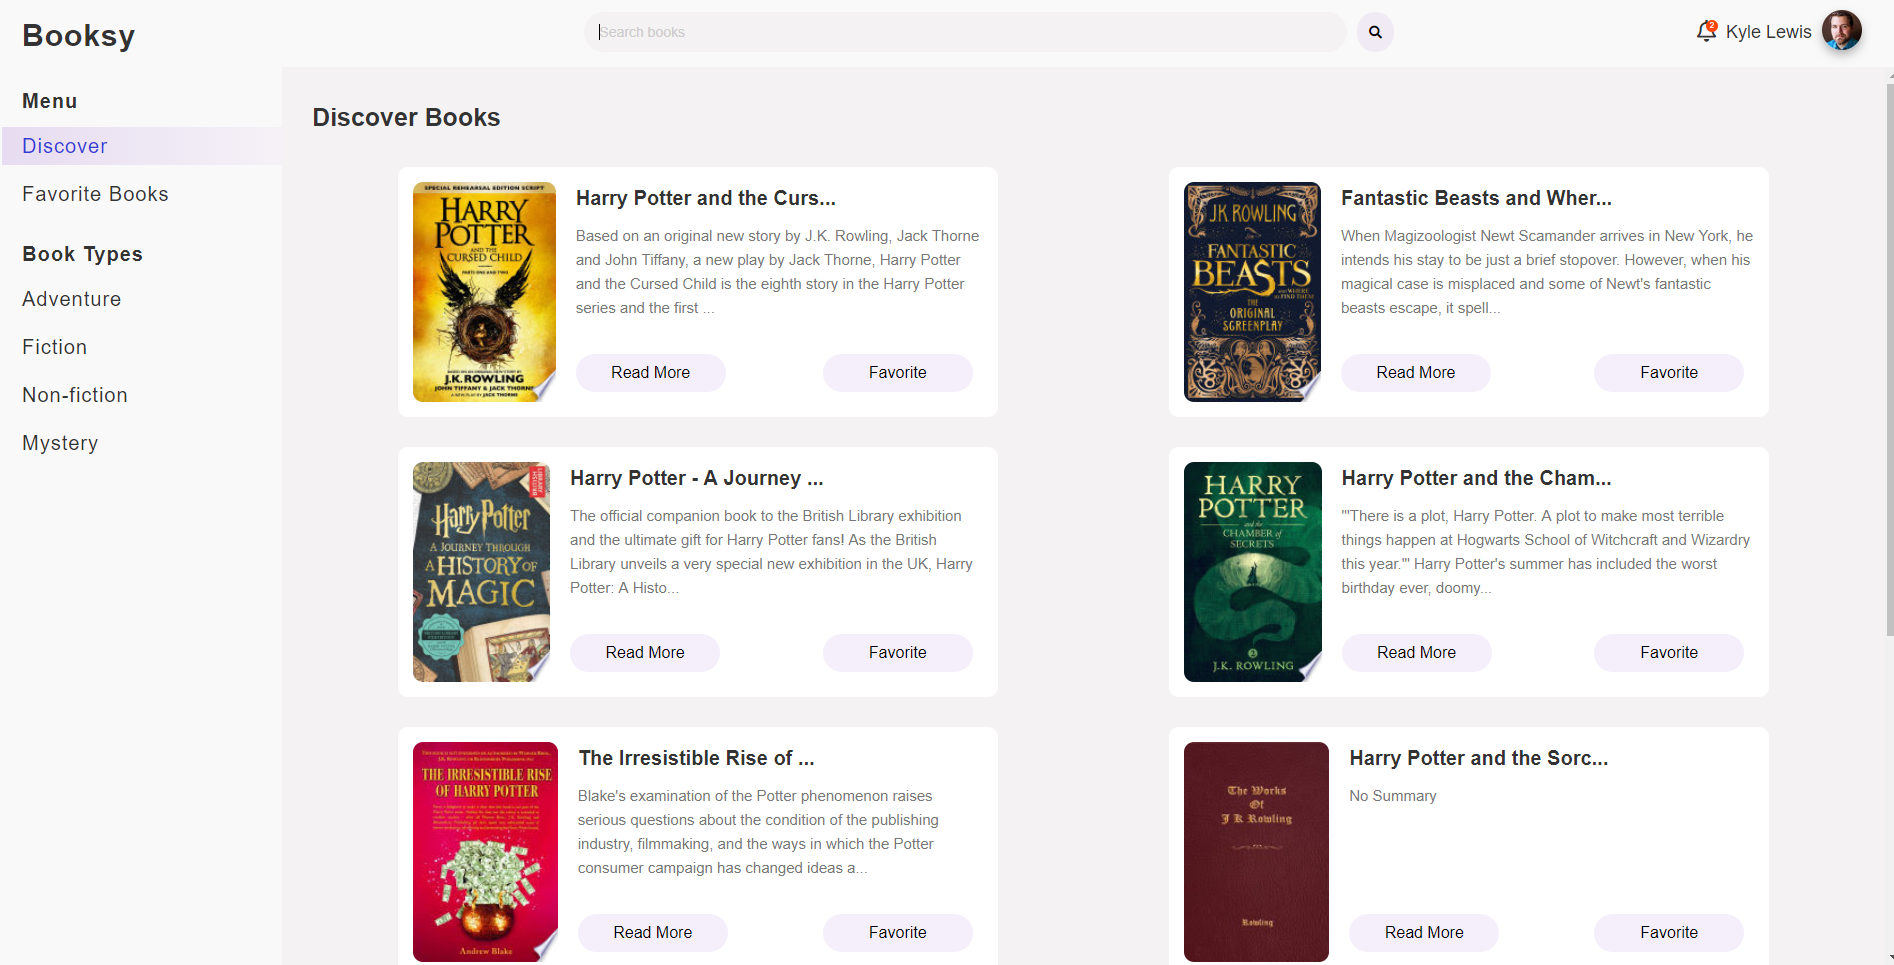 Booksy
Search books
2
Kyle Lewis
Menu
Discover
Favorite Books
Book Types
Adventure
Fiction
Non-fiction
Mystery
Discover Books
SPECIAL REHEARSAL EDITION SCRIPT
HARRY
POTTER
AND THE
CURSED CHILD
PARTS ONE AND TWO
BASED ON AN ORIGINAL NEW STORY BY
J.K. ROWLING
JOHN TIFFANY & JACK THORNE
A NEW PLAY BY JACK THORNE
Harry Potter and the Curs...
Based on an original new story by J.K. Rowling, Jack Thorne
and John Tiffany, a new play by Jack Thorne, Harry Potter
and the Cursed Child is the eighth story in the Harry Potter
series and the first ...
Read More
Favorite
J.K. ROWLING
FANTASTIC
BEASTS
AND WHERE
TO FIND THEM
THE
ORIGINAL
SCREENPLAY
Fantastic Beasts and Wher...
When Magizoologist Newt Scamander arrives in New York, he
intends his stay to be just a brief stopover. However, when his
magical case is misplaced and some of Newt's fantastic
beasts escape, it spell...
Read More
Favorite
BRITISH
LIBRARY
Harry Potter
A JOURNEY THROUGH
A HISTORY OF
MAGIC
Harry Potter - A Journey ...
The official companion book to the British Library exhibition
and the ultimate gift for Harry Potter fans! As the British
Library unveils a very special new exhibition in the UK, Harry
Potter: A Histo...
Read More
Favorite
HARRY
POTTER
and the
CHAMBER of
SECRETS
2
J.K. ROWLING
Harry Potter and the Cham...
"'There is a plot, Harry Potter. A plot to make most terrible
things happen at Hogwarts School of Witchcraft and Wizardry
this year.'" Harry Potter's summer has included the worst
birthday ever, doomy...
Read More
Favorite
THE IRRESISTIBLE RISE
OF HARRY POTTER
Andrew Blake
The Irresistible Rise of ...
Blake's examination of the Potter phenomenon raises
serious questions about the condition of the publishing
industry, filmmaking, and the ways in which the Potter
consumer campaign has changed ideas a...
Read More
Favorite
The Works
Of
J K Rowling
Rowling
Harry Potter and the Sorc...
No Summary
Read More
Favorite